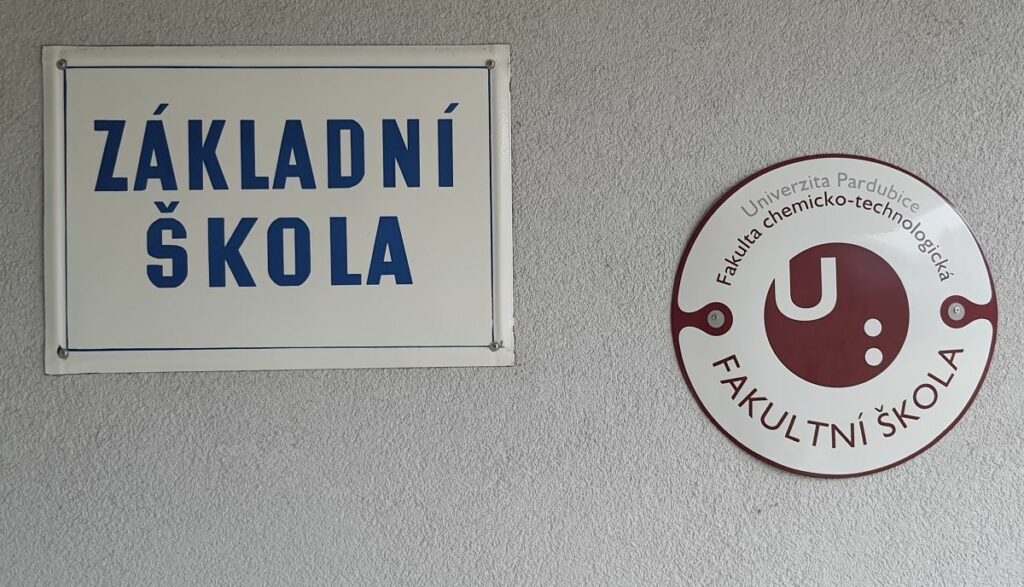 ZÁKLADNÍ
ŠKOLA
Univerzita Pardubice
Fakulta chemicko-technologická
U:
FAKULTNÍ ŠKOLA